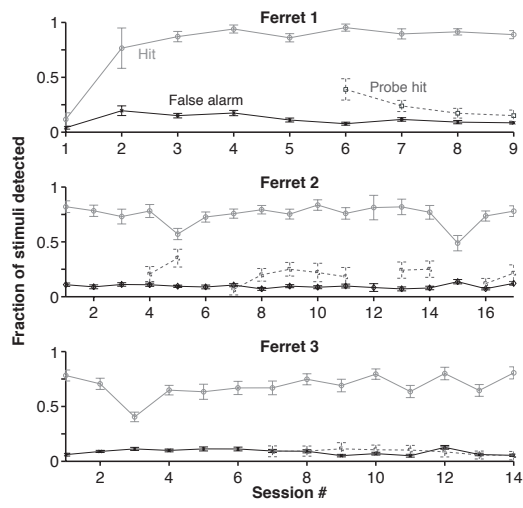 Ferret 1
1
0.5
0
Hit
False alarm
Probe hit
1 2 3 4 5 6 7 8 9
Fraction of stimuli detected
Ferret 2
1
0.5
0
2 4 6 8 10 12 14 16
Ferret 3
1
0.5
0
2 4 6 8 10 12 14
Session #